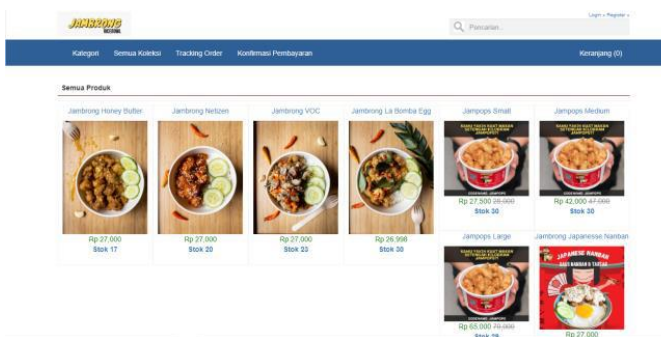 JAMBRONG
Login • Register •
Pencarian...
Kategori Semua Koleksi Tracking Order Konfirmasi Pembayaran Keranjang (0)
Semua Produk
Jambrong Honey Butter Jambrong Netizen Jambrong VOC Jambrong La Bomba Egg Jampops Small Jampops Medium
Rp 27,000 Rp 27,000 Rp 27,000 Rp 26,998 Rp 27,500 Rp 42,000 47,000
Stok 17 Stok 20 Stok 23 Stok 30 Stok 30 Stok 30
Jampops Large Jambrong Japanesse Nanban
JAPANESE NANBAN
Rp 65,000 70,000 Rp 27,000